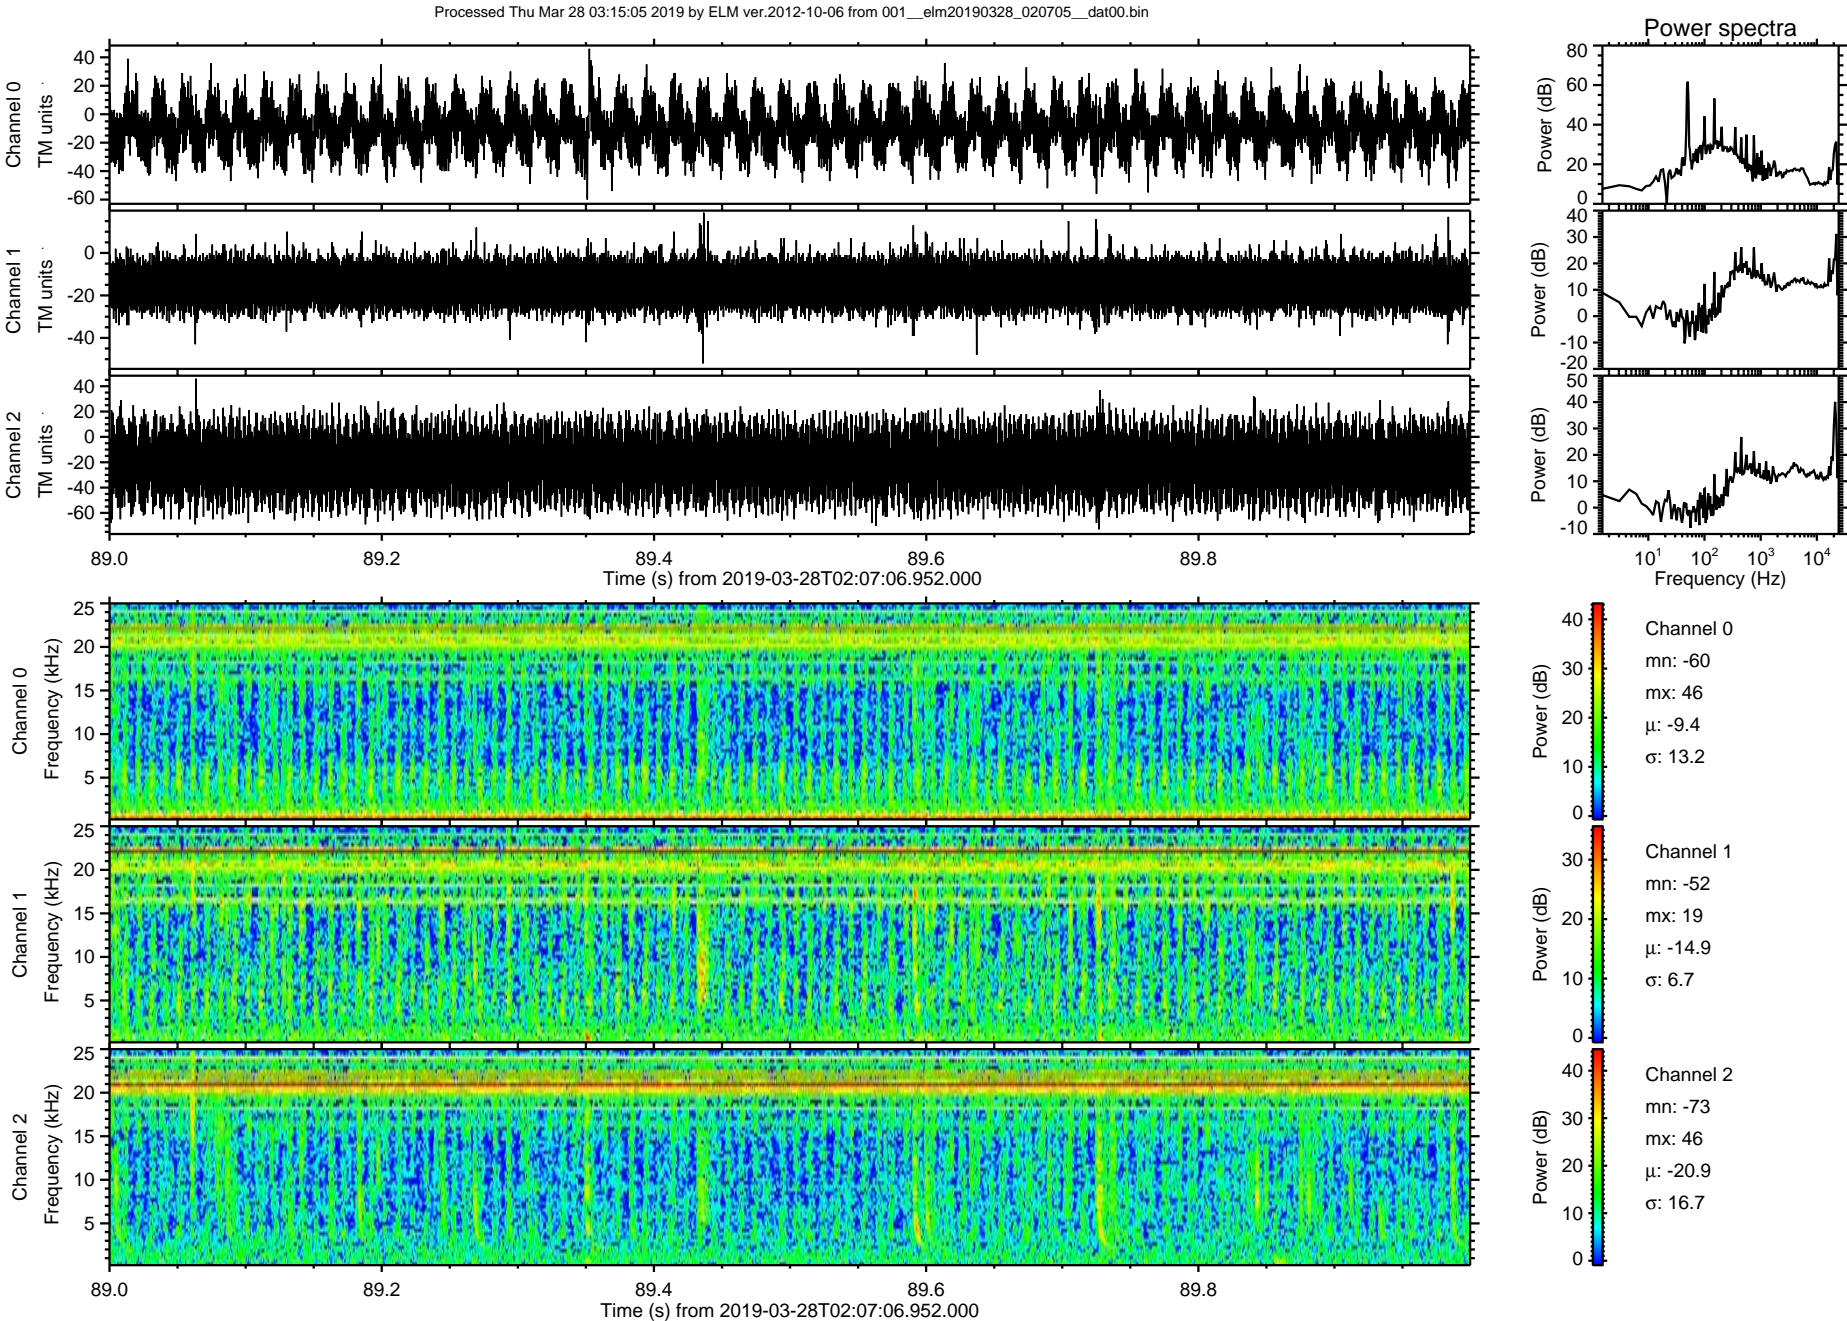 Processed Thu Mar 28 03:15:05 2019 by ELM ver.2012-10-06 from 001__elm20190328_020705__dat00.bin
Power spectra
Channel 0
TM units
40
20
0
-20
-40
-60
Power (dB)
80
60
40
20
0
Channel 1
TM units
0
-20
-40
Power (dB)
40
30
20
10
0
-10
-20
Channel 2
TM units
40
20
0
-20
-40
-60
Power (dB)
50
40
30
20
10
0
-10
89.0 89.2 89.4 89.6 89.8
Time (s) from 2019-03-28T02:07:06.952.000
10¹ 10² 10³ 10⁴
Frequency (Hz)
Channel 0
Frequency (kHz)
25
20
15
10
5
Power (dB)
40
30
20
10
0
Channel 0
mn: -60
mx: 46
μ: -9.4
σ: 13.2
Channel 1
Frequency (kHz)
25
20
15
10
5
Power (dB)
30
20
10
0
Channel 1
mn: -52
mx: 19
μ: -14.9
σ: 6.7
Channel 2
Frequency (kHz)
25
20
15
10
5
Power (dB)
40
30
20
10
0
Channel 2
mn: -73
mx: 46
μ: -20.9
σ: 16.7
89.0 89.2 89.4 89.6 89.8
Time (s) from 2019-03-28T02:07:06.952.000